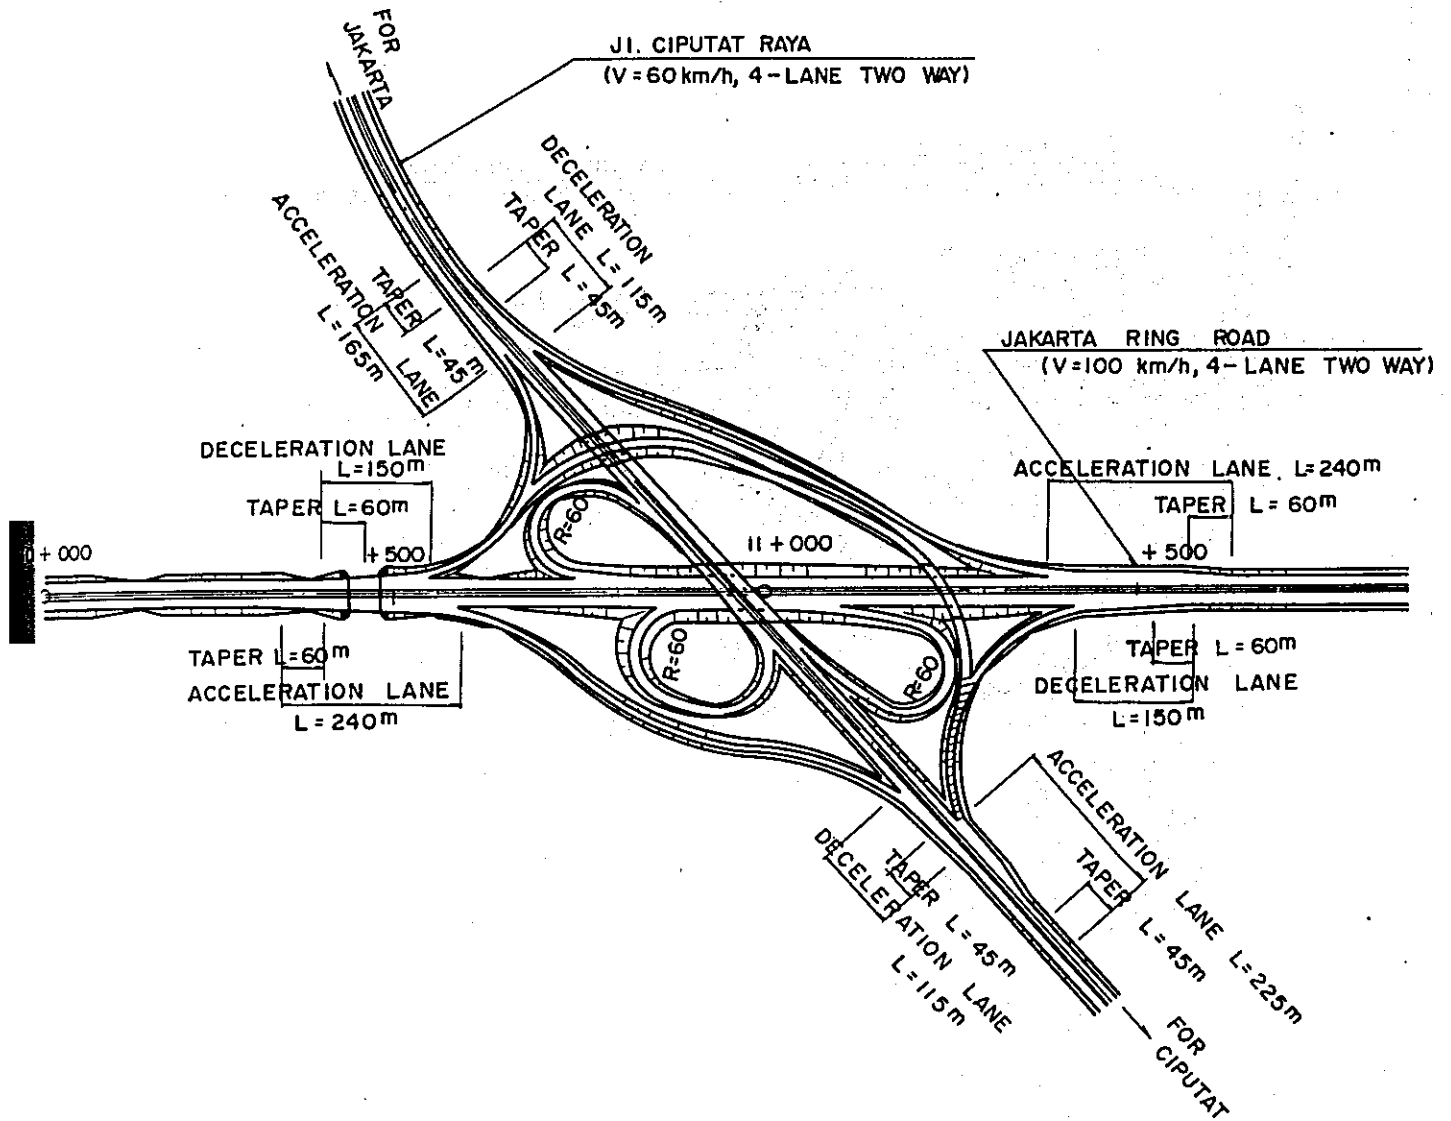 FOR
JAKARTA
J1. CIPUTAT RAYA
(V=60km/h, 4-LANE TWO WAY)
DECELERATION
LANE L=115m
TAPER L=45m
ACCELERATION LANE
L=165m
TAPER L=45m
JAKARTA RING ROAD
(V=100 km/h, 4-LANE TWO WAY)
DECELERATION LANE
L=150m
TAPER L=60m
ACCELERATION LANE L=240m
TAPER L=60m
+000
+500
11+000
+500
R=60
R=60
R=60
TAPER L=60m
ACCELERATION LANE
L=240m
TAPER L=60m
DECELERATION LANE
L=150m
ACCELERATION LANE L=225m
TAPER L=45m
TAPER L=45m
DECELERATION LANE
L=115m
FOR
CIPUTAT